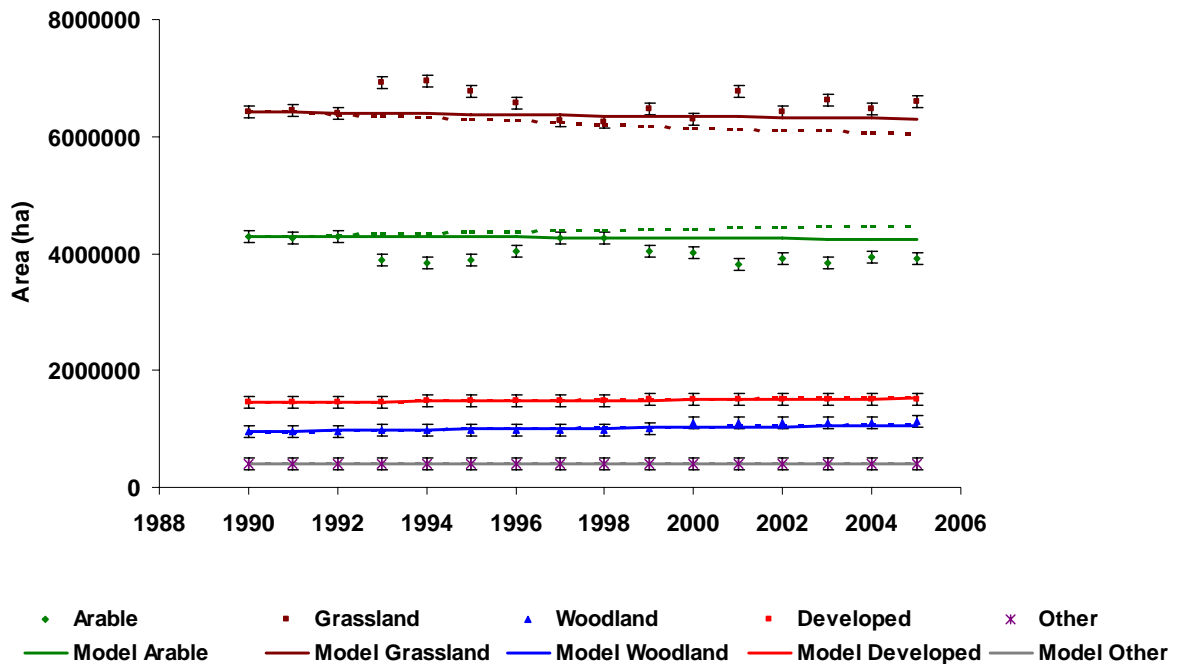 8000000
6000000
4000000
2000000
0
Area (ha)
1988 1990 1992 1994 1996 1998 2000 2002 2004 2006
Arable Grassland Woodland Developed Other
Model Arable Model Grassland Model Woodland Model Developed Model Other